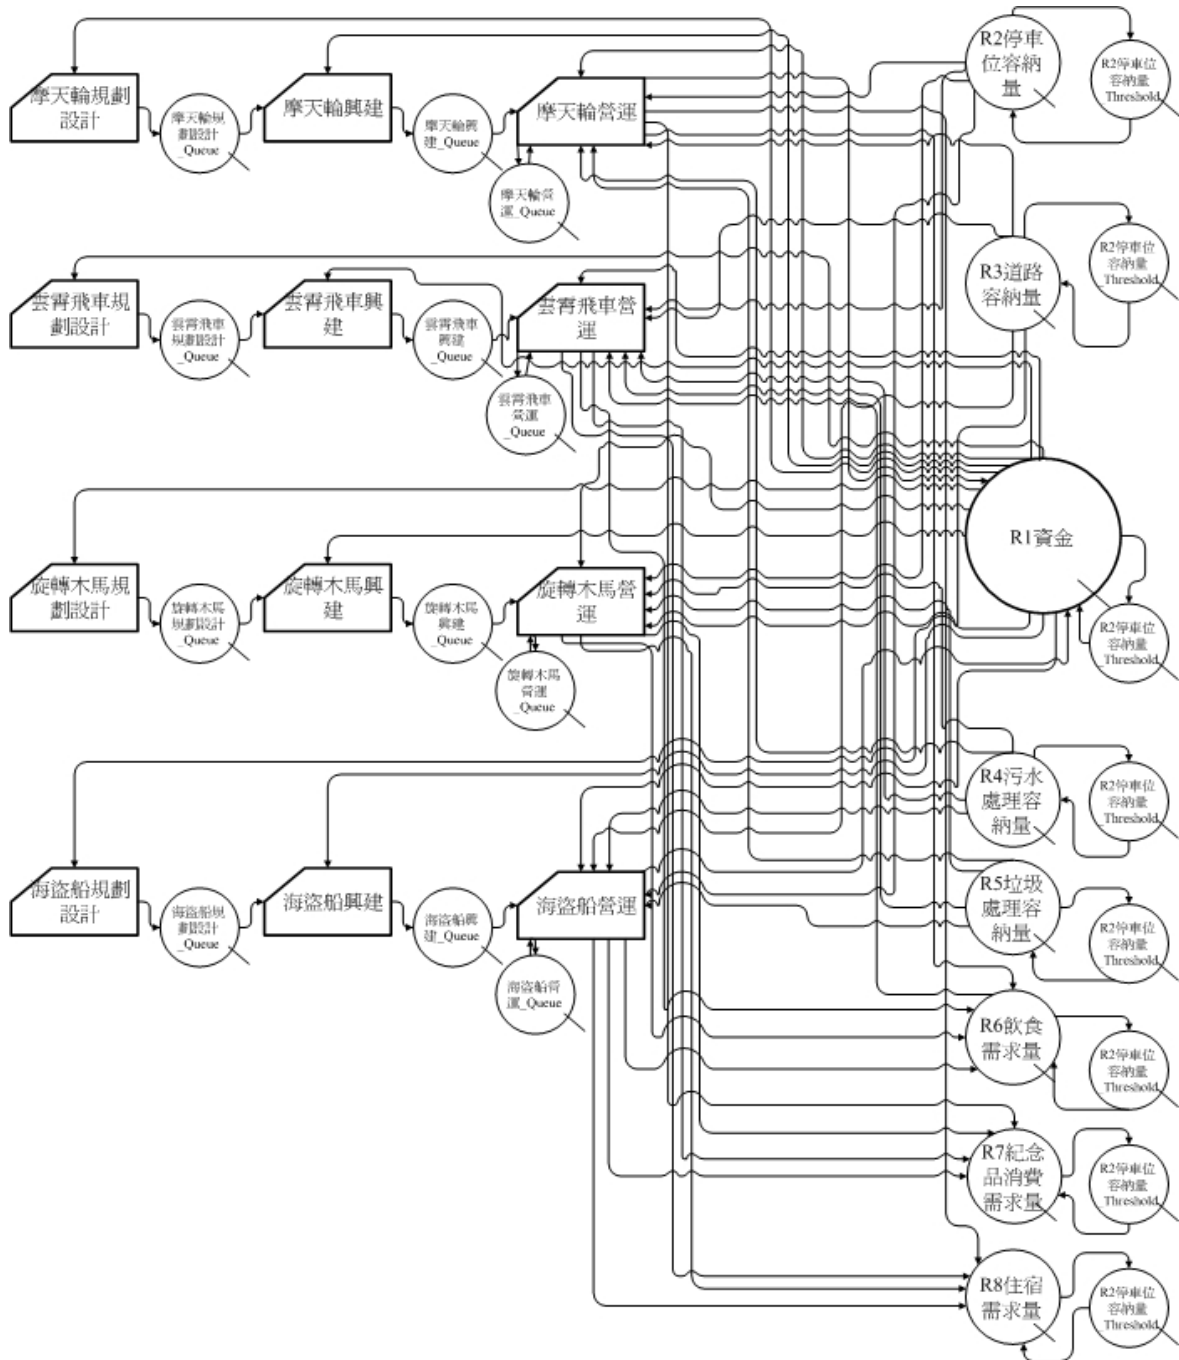 R2停車
位容納
量
R2停車位
容納量
_Threshold
摩天輪規劃
設計
摩天輪規
劃設計
_Queue
摩天輪興建
摩天輪興
建_Queue
摩天輪營運
摩天輪營
運_Queue
R3道路
容納量
R2停車位
容納量
_Threshold
雲霄飛車規
劃設計
雲霄飛車
規劃設計
_Queue
雲霄飛車興
建
雲霄飛車
興建
_Queue
雲霄飛車營
運
雲霄飛車
營運
_Queue
R1資金
R2停車位
容納量
_Threshold
旋轉木馬規
劃設計
旋轉木馬
規劃設計
_Queue
旋轉木馬興
建
旋轉木馬
興建
_Queue
旋轉木馬營
運
旋轉木馬
營運
_Queue
R4污水
處理容
納量
R2停車位
容納量
_Threshold
海盜船規劃
設計
海盜船規
劃設計
_Queue
海盜船興建
海盜船興
建_Queue
海盜船營運
海盜船營
運_Queue
R5垃圾
處理容
納量
R2停車位
容納量
_Threshold
R6飲食
需求量
R2停車位
容納量
_Threshold
R7紀念
品消費
需求量
R2停車位
容納量
_Threshold
R8住宿
需求量
R2停車位
容納量
_Threshold